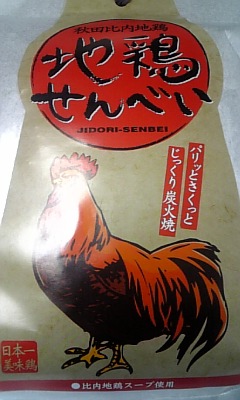 秋田比内地鶏
地鶏
せんべい
JIDORI-SENBEI
パリッとさくっと
じっくり炭火焼
日本一
美味鶏
●比内地鶏スープ使用